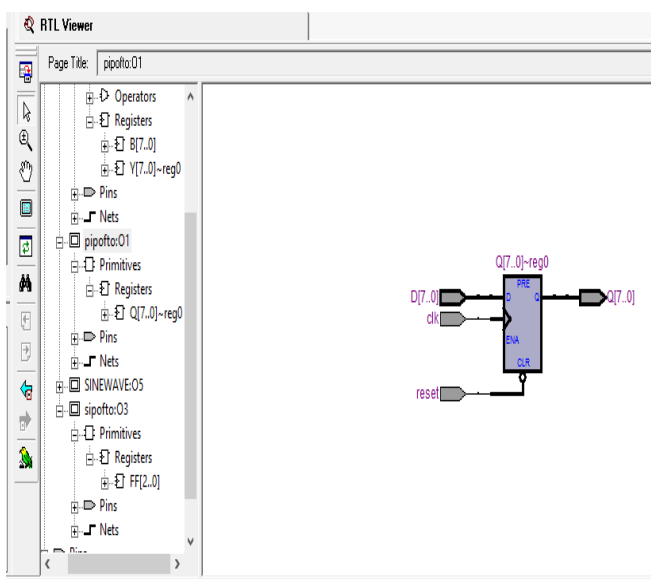 RTL Viewer
Page Title: pipofto:O1
Operators
Registers
B[7..0]
Y[7..0]~reg0
Pins
Nets
pipofto:O1
Primitives
Registers
Q[7..0]~reg0
Pins
Nets
SINEWAVE:O5
sipofto:O3
Primitives
Registers
FF[2..0]
Pins
Nets
Q[7..0]~reg0
PRE
D[7..0]
D
Q
Q[7..0]
clk
ENA
CLR
reset